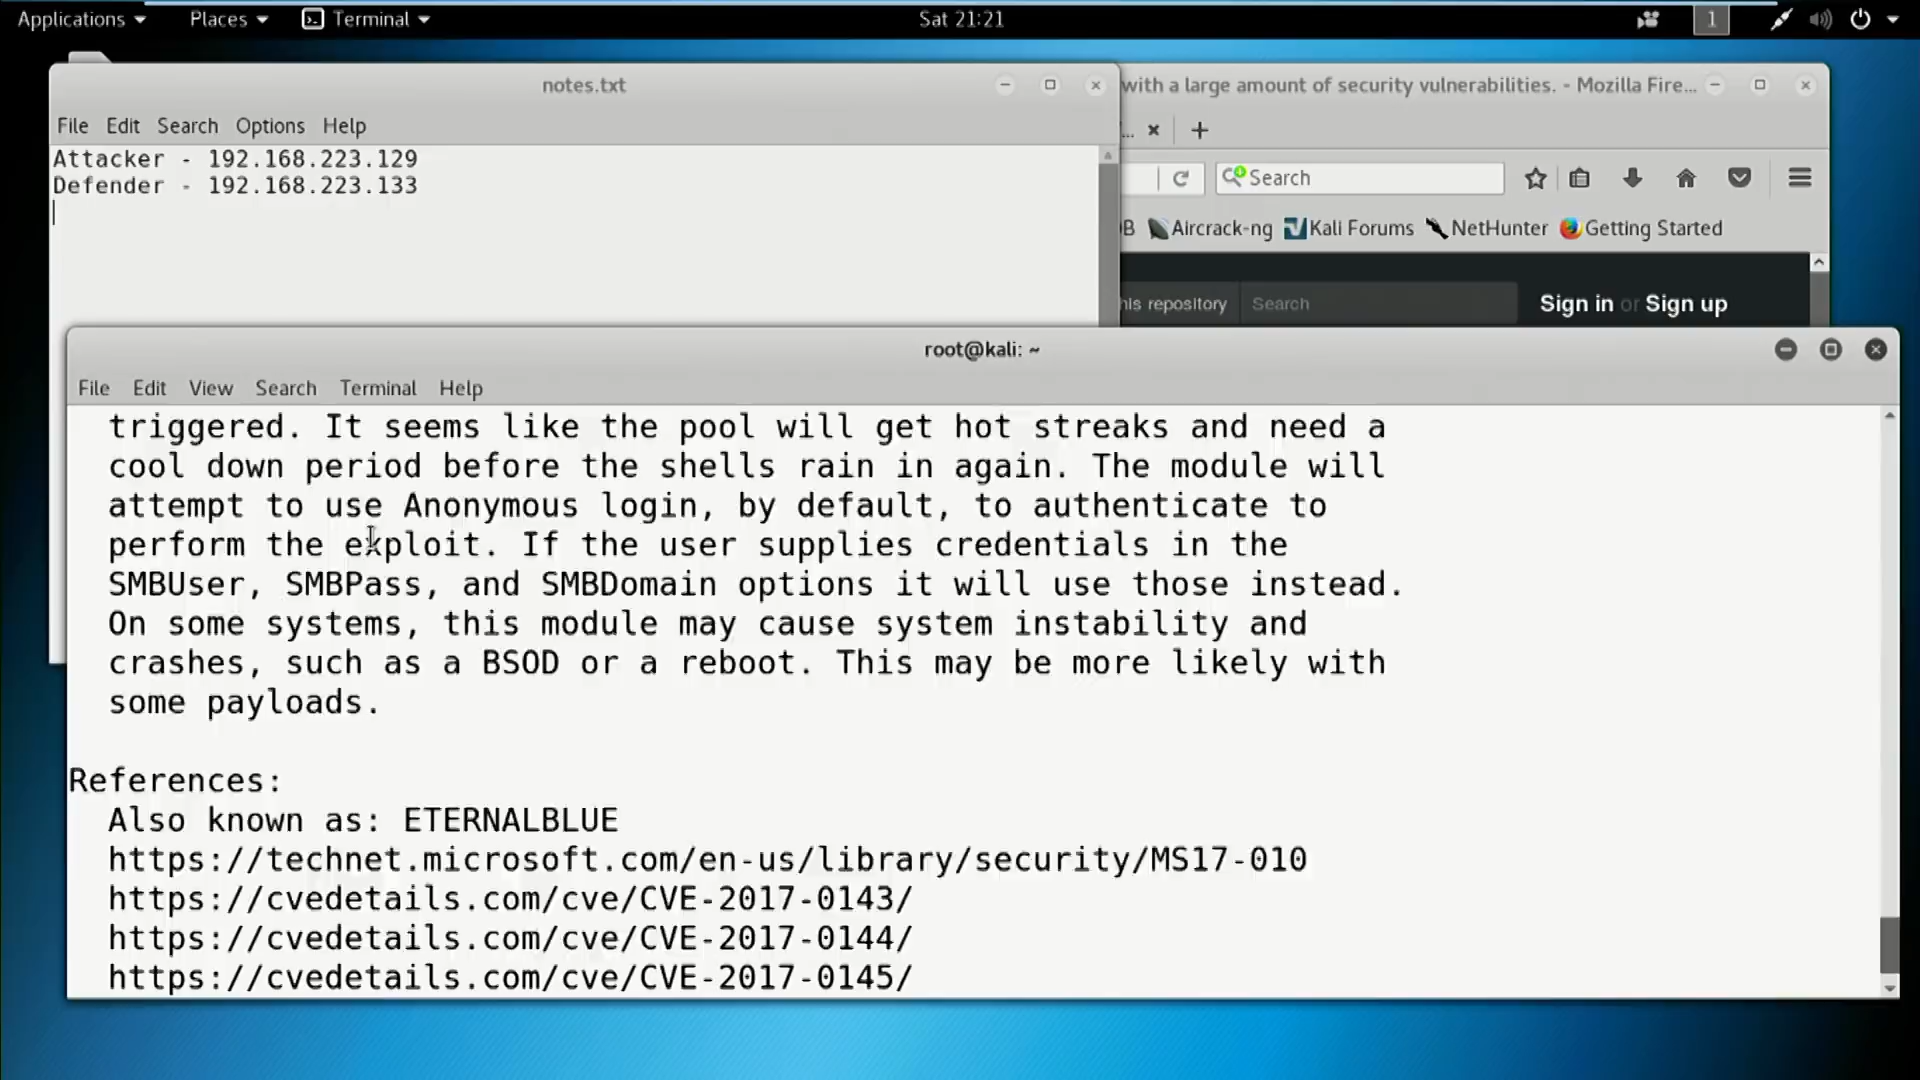 Applications Places Terminal Sat 21:21 1
notes.txt
File Edit Search Options Help
Attacker - 192.168.223.129
Defender - 192.168.223.133
with a large amount of security vulnerabilities. - Mozilla Fire...
...
Search
B Aircrack-ng Kali Forums NetHunter Getting Started
his repository Search Sign in or Sign up
root@kali: ~
File Edit View Search Terminal Help
triggered. It seems like the pool will get hot streaks and need a
cool down period before the shells rain in again. The module will
attempt to use Anonymous login, by default, to authenticate to
perform the exploit. If the user supplies credentials in the
SMBUser, SMBPass, and SMBDomain options it will use those instead.
On some systems, this module may cause system instability and
crashes, such as a BSOD or a reboot. This may be more likely with
some payloads.
References:
Also known as: ETERNALBLUE
https://technet.microsoft.com/en-us/library/security/MS17-010
https://cvedetails.com/cve/CVE-2017-0143/
https://cvedetails.com/cve/CVE-2017-0144/
https://cvedetails.com/cve/CVE-2017-0145/